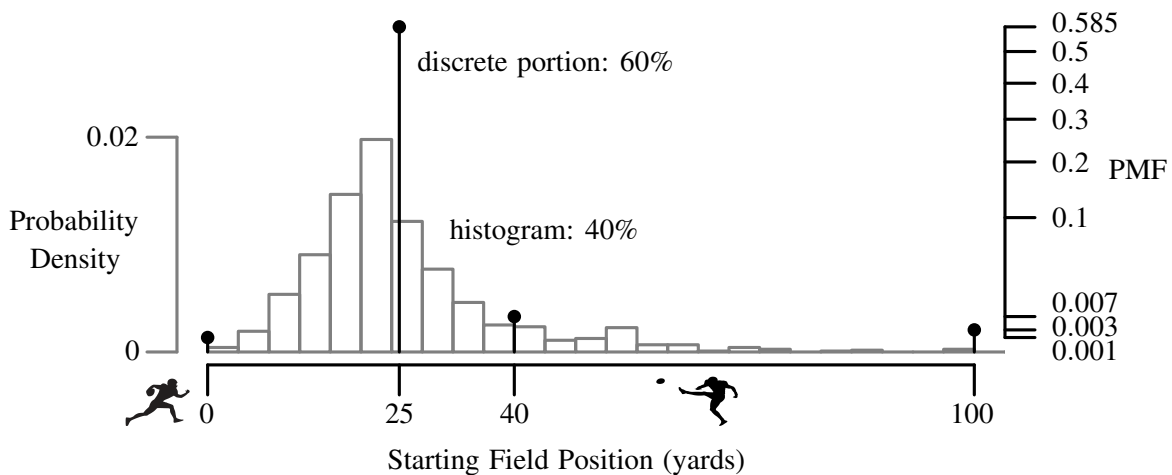 0.585
0.5
discrete portion: 60%
0.4
0.3
0.02
0.2
PMF
0.1
Probability
Density
histogram: 40%
0.007
0.003
0
0.001
0
25
40
100
Starting Field Position (yards)